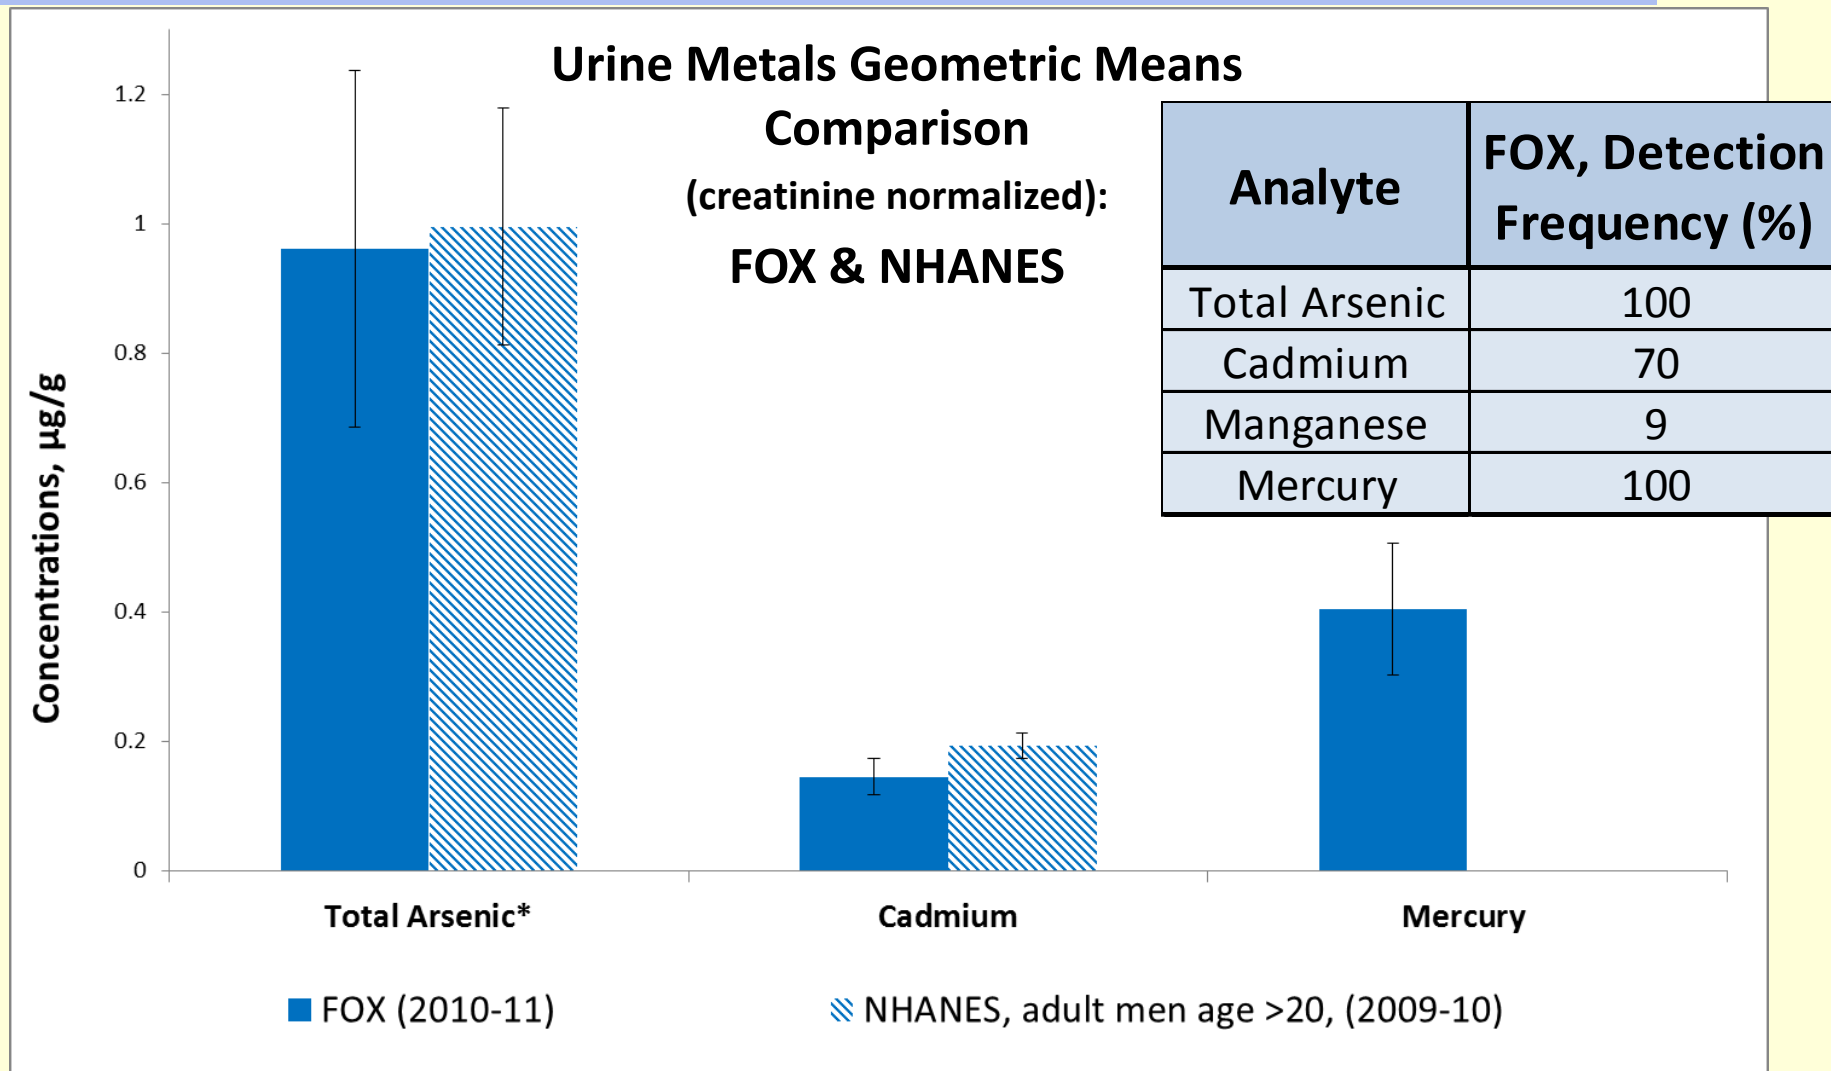 Urine Metals Geometric Means
Comparison
(creatinine normalized):
FOX & NHANES
Analyte FOX, Detection Frequency (%)
Total Arsenic 100
Cadmium 70
Manganese 9
Mercury 100
Concentrations, µg/g
1.2
1
0.8
0.6
0.4
0.2
0
Total Arsenic* Cadmium Mercury
FOX (2010-11) NHANES, adult men age >20, (2009-10)